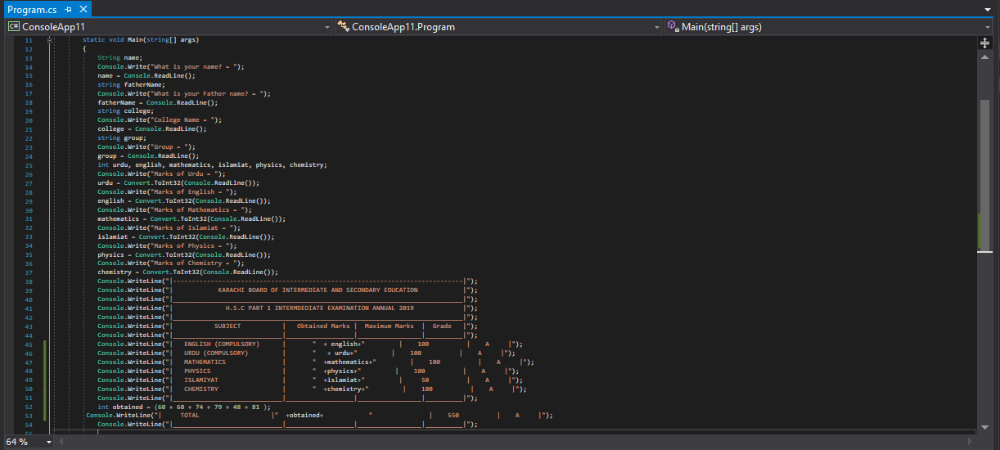 Program.cs
C# ConsoleApp11 ConsoleApp11.Program Main(string[] args)
11 static void Main(string[] args)
12 {
13 String name;
14 Console.Write("What is your name? = ");
15 name = Console.ReadLine();
16 string fatherName;
17 Console.Write("What is your Father name? = ");
18 fatherName = Console.ReadLine();
19 string college;
20 Console.Write("College Name = ");
21 college = Console.ReadLine();
22 string group;
23 Console.Write("Group = ");
24 group = Console.ReadLine();
25 int urdu, english, mathematics, islamiat, physics, chemistry;
26 Console.Write("Marks of Urdu = ");
27 urdu = Convert.ToInt32(Console.ReadLine());
28 Console.Write("Marks of English = ");
29 english = Convert.ToInt32(Console.ReadLine());
30 Console.Write("Marks of Mathematics = ");
31 mathematics = Convert.ToInt32(Console.ReadLine());
32 Console.Write("Marks of Islamiat = ");
33 islamiat = Convert.ToInt32(Console.ReadLine());
34 Console.Write("Marks of Physics = ");
35 physics = Convert.ToInt32(Console.ReadLine());
36 Console.Write("Marks of Chemistry = ");
37 chemistry = Convert.ToInt32(Console.ReadLine());
38 Console.WriteLine("|-----------------------------------------------------------------------------|");
39 Console.WriteLine("| KARACHI BOARD OF INTERMEDIATE AND SECONDARY EDUCATION |");
40 Console.WriteLine("|_____________________________________________________________________________|");
41 Console.WriteLine("| H.S.C PART 1 INTERMDEDIATE EXAMINATION ANNUAL 2019 |");
42 Console.WriteLine("|_____________________________________________________________________________|");
43 Console.WriteLine("| SUBJECT | Obtained Marks | Maximum Marks | Grade |");
44 Console.WriteLine("|_____________________________|__________________|__________________|__________|");
45 Console.WriteLine("| ENGLISH (COMPULSORY) | " + english+" | 100 | A |");
46 Console.WriteLine("| URDU (COMPULSORY) | " + urdu+" | 100 | A |");
47 Console.WriteLine("| MATHEMATICS | " +mathematics+" | 100 | A |");
48 Console.WriteLine("| PHYSICS | " +physics+" | 100 | A |");
49 Console.WriteLine("| ISLAMIYAT | " +islamiat+" | 50 | A |");
50 Console.WriteLine("| CHEMISTRY | " +chemistry+" | 100 | A |");
51 Console.WriteLine("|_____________________________|__________________|__________________|__________|");
52 int obtained = (60 + 60 + 74 + 79 + 48 + 81 );
53 Console.WriteLine("| TOTAL |" +obtained+ " | 550 | A |");
54 Console.WriteLine("|_____________________________|__________________|__________________|__________|");
55
64 %